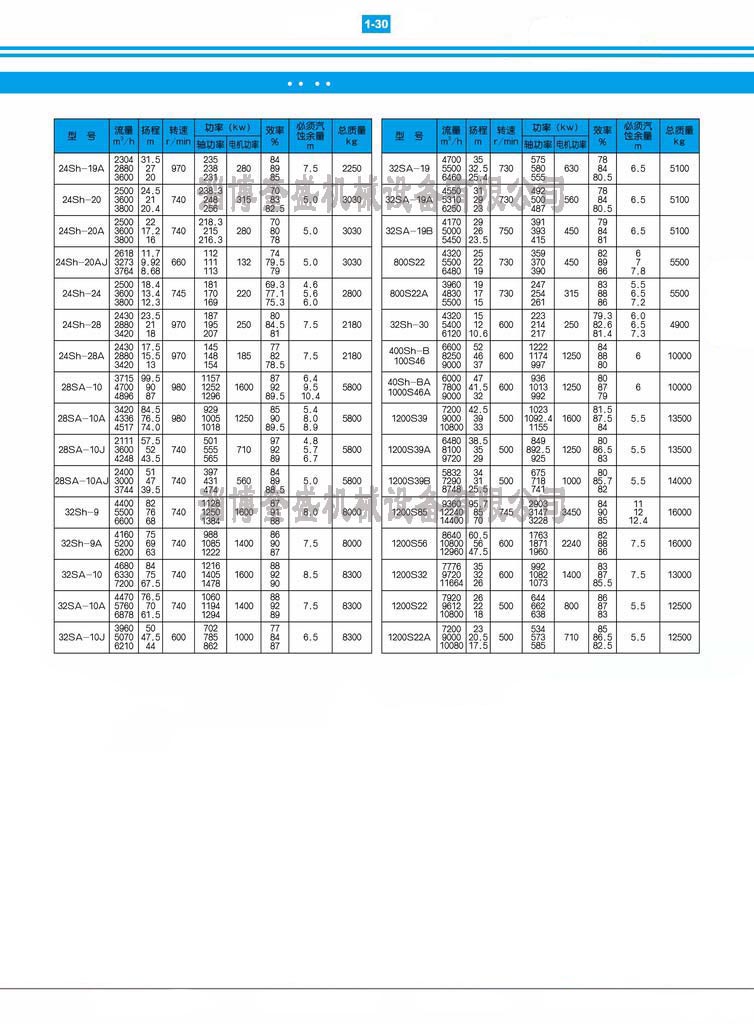 1-30
型 号 流量 m³/h 扬程 m 转速 r/min 功率（kw） 轴功率 电机功率 效率 % 必须汽蚀余量 m 总质量 kg
24Sh-19A 2304 2880 3600 31.5 27 20 970 235 238 231 280 84 89 85 7.5 2250
24Sh-20 2500 3600 3800 24.5 21 20.4 740 238.3 248 256 315 70 83 82.5 5.0 3030
24Sh-20A 2500 3600 3800 22 17.2 16 740 218.3 215 216.3 280 70 80 78 5.0 3030
24Sh-20AJ 2618 3273 3764 11.7 9.92 8.68 660 112 111 113 132 74 79.5 79 5.0 3030
24Sh-24 2500 3600 3800 18.4 13.4 12.3 745 181 170 169 220 69.3 77.1 75.3 4.6 5.6 6.0 2800
24Sh-28 2430 2880 3420 23.5 21 18 970 187 195 207 250 80 84.5 81 7.5 2180
24Sh-28A 2430 2880 3420 17.5 15.5 13 970 145 148 154 185 77 82 78.5 7.5 2180
28SA-10 3715 4700 4896 99.5 90 87 980 1157 1252 1296 1600 87 92 89.5 6.4 9.5 10.4 5800
28SA-10A 3420 4336 4517 84.5 76.5 74.0 980 929 1005 1018 1250 85 90 89.5 5.4 8.0 8.9 5800
28SA-10J 2111 3600 4248 57.5 52 43.5 740 501 555 565 710 97 92 89 4.8 5.7 6.7 5800
28SA-10AJ 2400 3000 3744 51 47 39.5 740 397 431 474 560 84 89 88.5 5.0 5800
32Sh-9 4400 5500 6600 82 76 68 740 1128 1250 1384 1600 87 91 88 8.0 8000
32Sh-9A 4160 5200 6200 75 69 63 740 988 1085 1222 1400 86 90 87 7.5 8000
32SA-10 4680 6330 7200 84 75 67.5 740 1216 1405 1478 1600 88 92 90 8.5 8300
32SA-10A 4470 5760 6878 76.5 70 61.5 740 1060 1194 1294 1400 88 92 89 7.5 8300
32SA-10J 3960 5070 6210 50 47.5 44 600 702 785 862 1000 77 84 87 6.5 8300
型 号 流量 m³/h 扬程 m 转速 r/min 功率（kw） 轴功率 电机功率 效率 % 必须汽蚀余量 m 总质量 kg
32SA-19 4700 5500 6460 35 32.5 25.4 730 575 580 555 630 78 84 80.5 6.5 5100
32SA-19A 4550 5310 6250 31 29 23 730 492 500 487 560 78 84 80.5 6.5 5100
32SA-19B 4170 5000 5450 29 26 23.5 750 391 393 415 450 79 84 81 6.5 5100
800S22 4320 5500 6480 25 22 19 730 359 370 390 450 82 89 86 6 7 7.8 5500
800S22A 3960 4830 5500 19 17 15 730 247 254 261 315 83 88 86 5.5 6.5 7.2 5500
32Sh-30 4320 5400 6120 15 12 10.6 600 223 214 217 250 79.3 82.6 81.4 6.0 6.5 7.3 4900
400Sh-B 100S46 6600 8250 9000 52 46 37 600 1222 1174 997 1250 84 88 80 6 10000
40Sh-BA 1000S46A 6000 7800 9000 47 41.5 32 600 936 1013 992 1250 80 87 79 6 10000
1200S39 7200 9000 10800 42.5 39 33 500 1023 1092.4 1155 1600 81.5 87.5 84 5.5 13500
1200S39A 6480 8100 9720 38.5 35 29 500 849 892.5 925 1250 80 86.5 83 5.5 13500
1200S39B 5832 7290 8748 34 31 25.5 500 675 718 741 1000 80 85.7 82 5.5 14000
1200S85 9360 12240 14400 95.7 85 70 745 2903 3147 3228 3450 84 90 85 11 12 12.4 16000
1200S56 8640 10800 12960 60.5 56 47.5 600 1763 1871 1960 2240 82 88 86 7.5 16000
1200S32 7776 9720 11664 35 32 26 600 992 1082 1073 1400 83 87 85.5 7.5 13000
1200S22 7920 9612 10800 26 22 18 500 644 662 638 800 86 87 83 5.5 12500
1200S22A 7200 9000 10080 23 20.5 17.5 500 534 573 585 710 85 86.5 82.5 5.5 12500